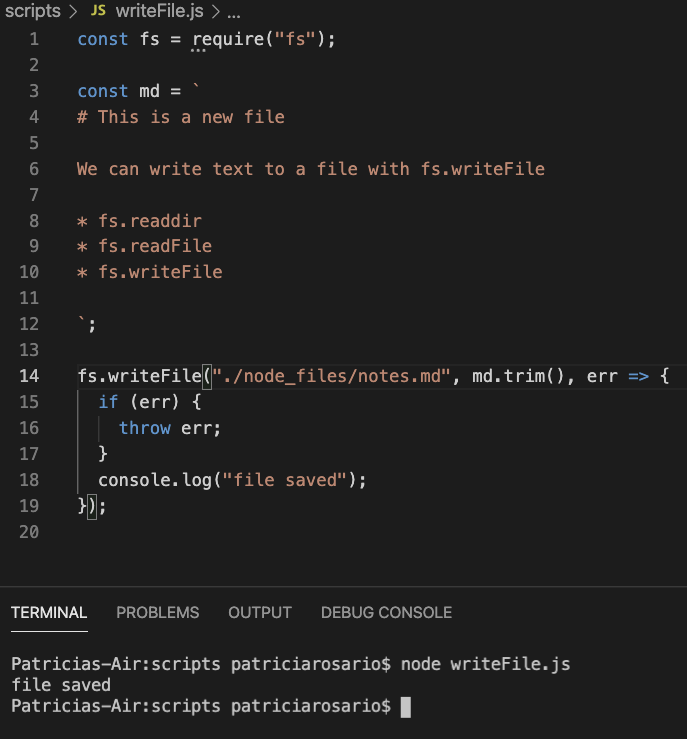 scripts > JS writeFile.js > ...
1 const fs = require("fs");
2
3 const md = `
4 # This is a new file
5
6 We can write text to a file with fs.writeFile
7
8 * fs.readdir
9 * fs.readFile
10 * fs.writeFile
11
12 `;
13
14 fs.writeFile("./node_files/notes.md", md.trim(), err => {
15 if (err) {
16 throw err;
17 }
18 console.log("file saved");
19 });
20
TERMINAL PROBLEMS OUTPUT DEBUG CONSOLE
Patricias-Air:scripts patriciarosario$ node writeFile.js
file saved
Patricias-Air:scripts patriciarosario$